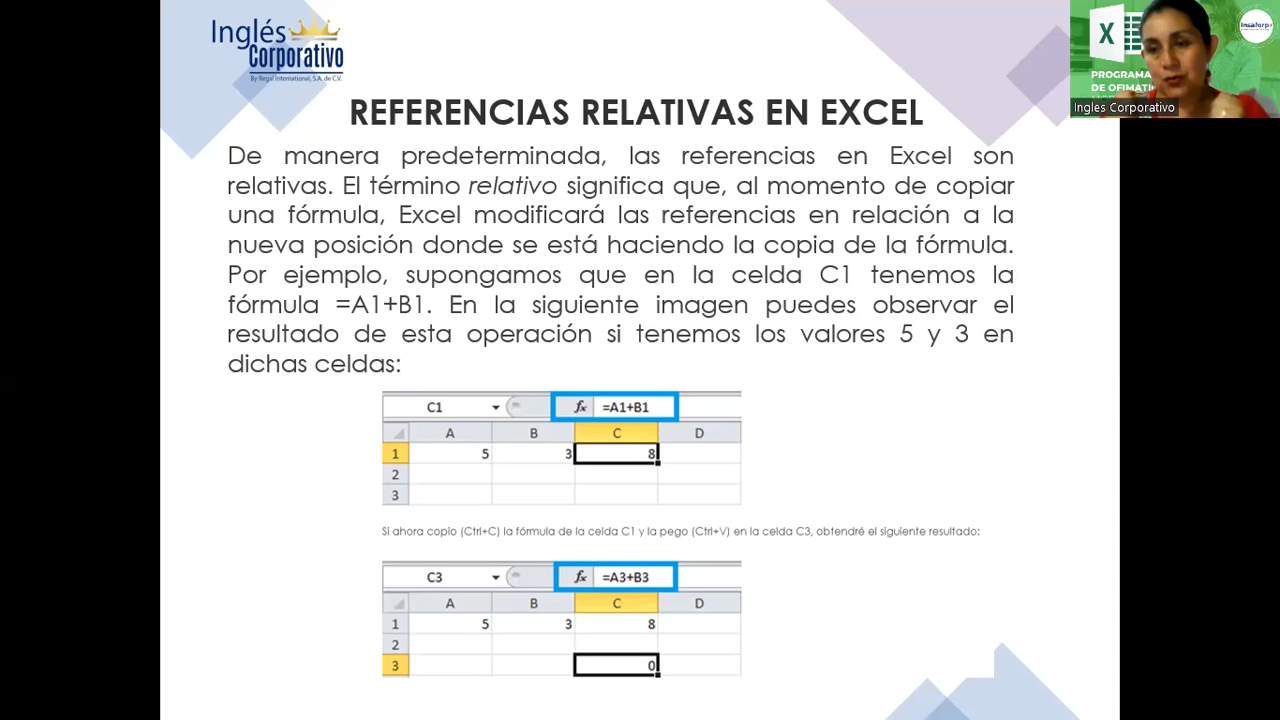 Inglés
Corporativo
By Regal International, S.A. de C.V.
REFERENCIAS RELATIVAS EN EXCEL
De manera predeterminada, las referencias en Excel son
relativas. El término relativo significa que, al momento de copiar
una fórmula, Excel modificará las referencias en relación a la
nueva posición donde se está haciendo la copia de la fórmula.
Por ejemplo, supongamos que en la celda C1 tenemos la
fórmula =A1+B1. En la siguiente imagen puedes observar el
resultado de esta operación si tenemos los valores 5 y 3 en
dichas celdas:
C1 fx =A1+B1
A B C D
1 5 3 8
2
3
Si ahora copio (Ctrl+C) la fórmula de la celda C1 y la pego (Ctrl+V) en la celda C3, obtendré el siguiente resultado:
C3 fx =A3+B3
A B C D
1 5 3 8
2
3 0
X
Insaforp
PROGRAMA
DE OFIMATI
Ingles Corporativo